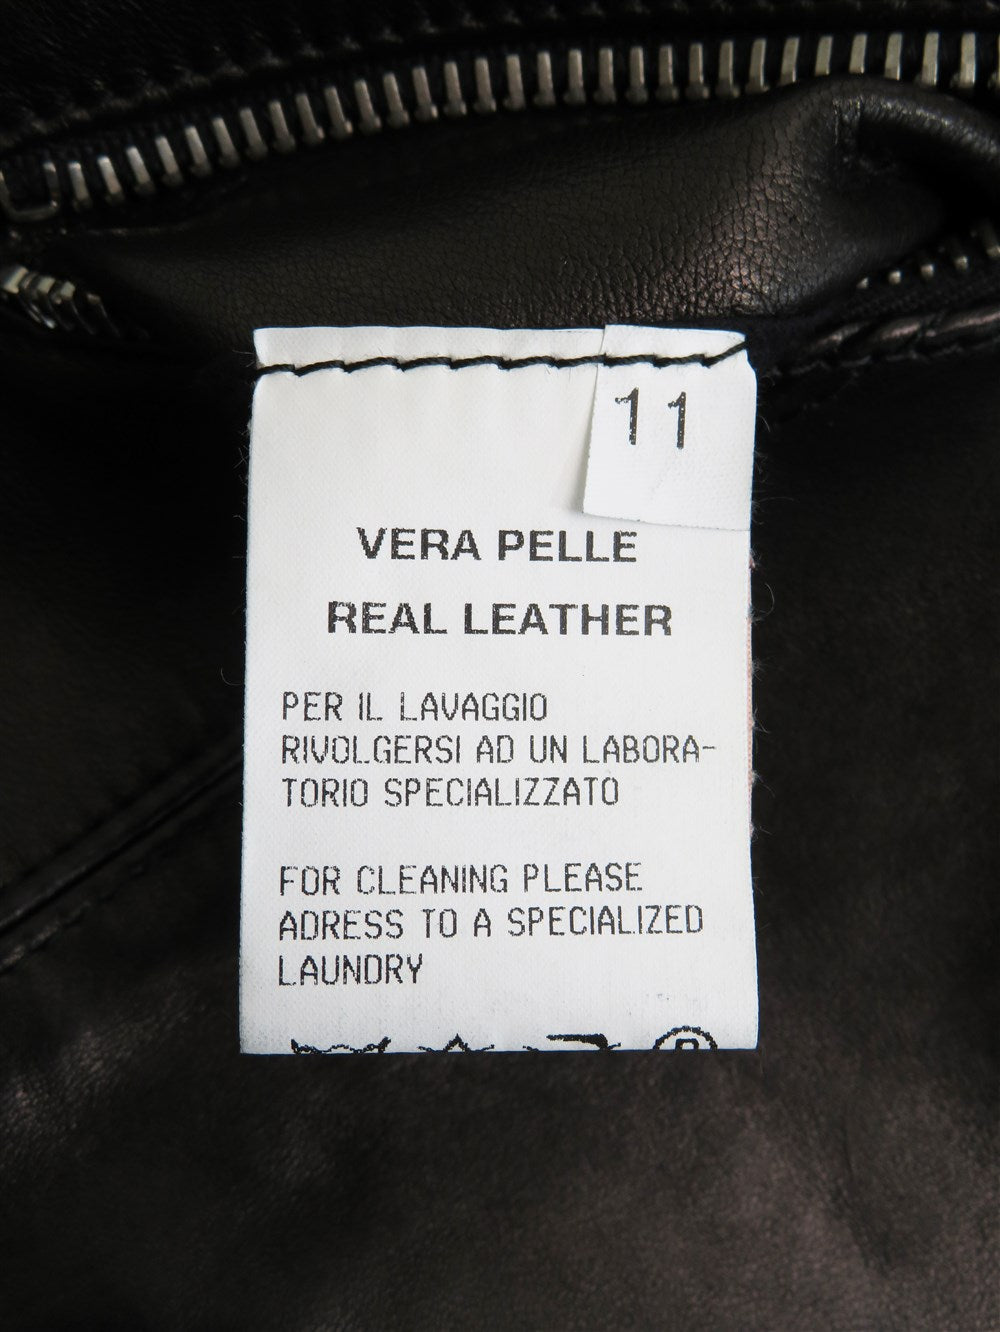 11
VERA PELLE
REAL LEATHER
PER IL LAVAGGIO
RIVOLGERSI AD UN LABORA-
TORIO SPECIALIZZATO
FOR CLEANING PLEASE
ADRESS TO A SPECIALIZED
LAUNDRY